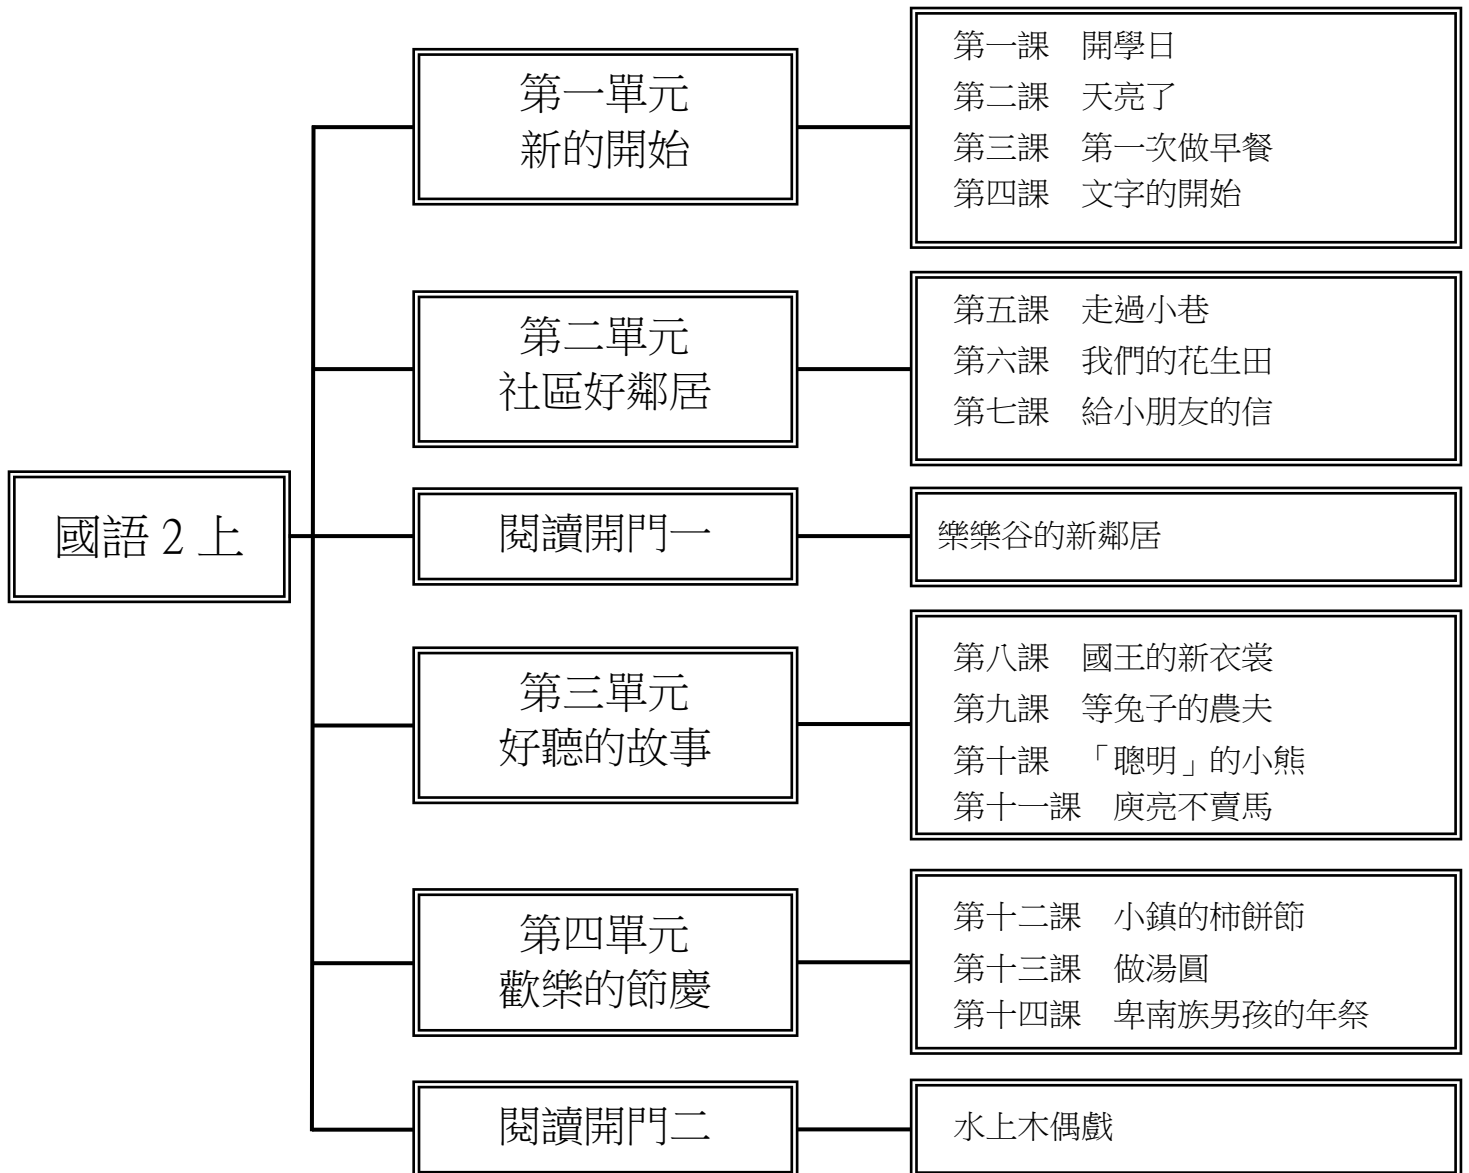 國語 2 上
第一單元
新的開始
第一課　開學日
第二課　天亮了
第三課　第一次做早餐
第四課　文字的開始
第二單元
社區好鄰居
第五課　走過小巷
第六課　我們的花生田
第七課　給小朋友的信
閱讀開門一
樂樂谷的新鄰居
第三單元
好聽的故事
第八課　國王的新衣裳
第九課　等兔子的農夫
第十課　「聰明」的小熊
第十一課　庾亮不賣馬
第四單元
歡樂的節慶
第十二課　小鎮的柿餅節
第十三課　做湯圓
第十四課　卑南族男孩的年祭
閱讀開門二
水上木偶戲